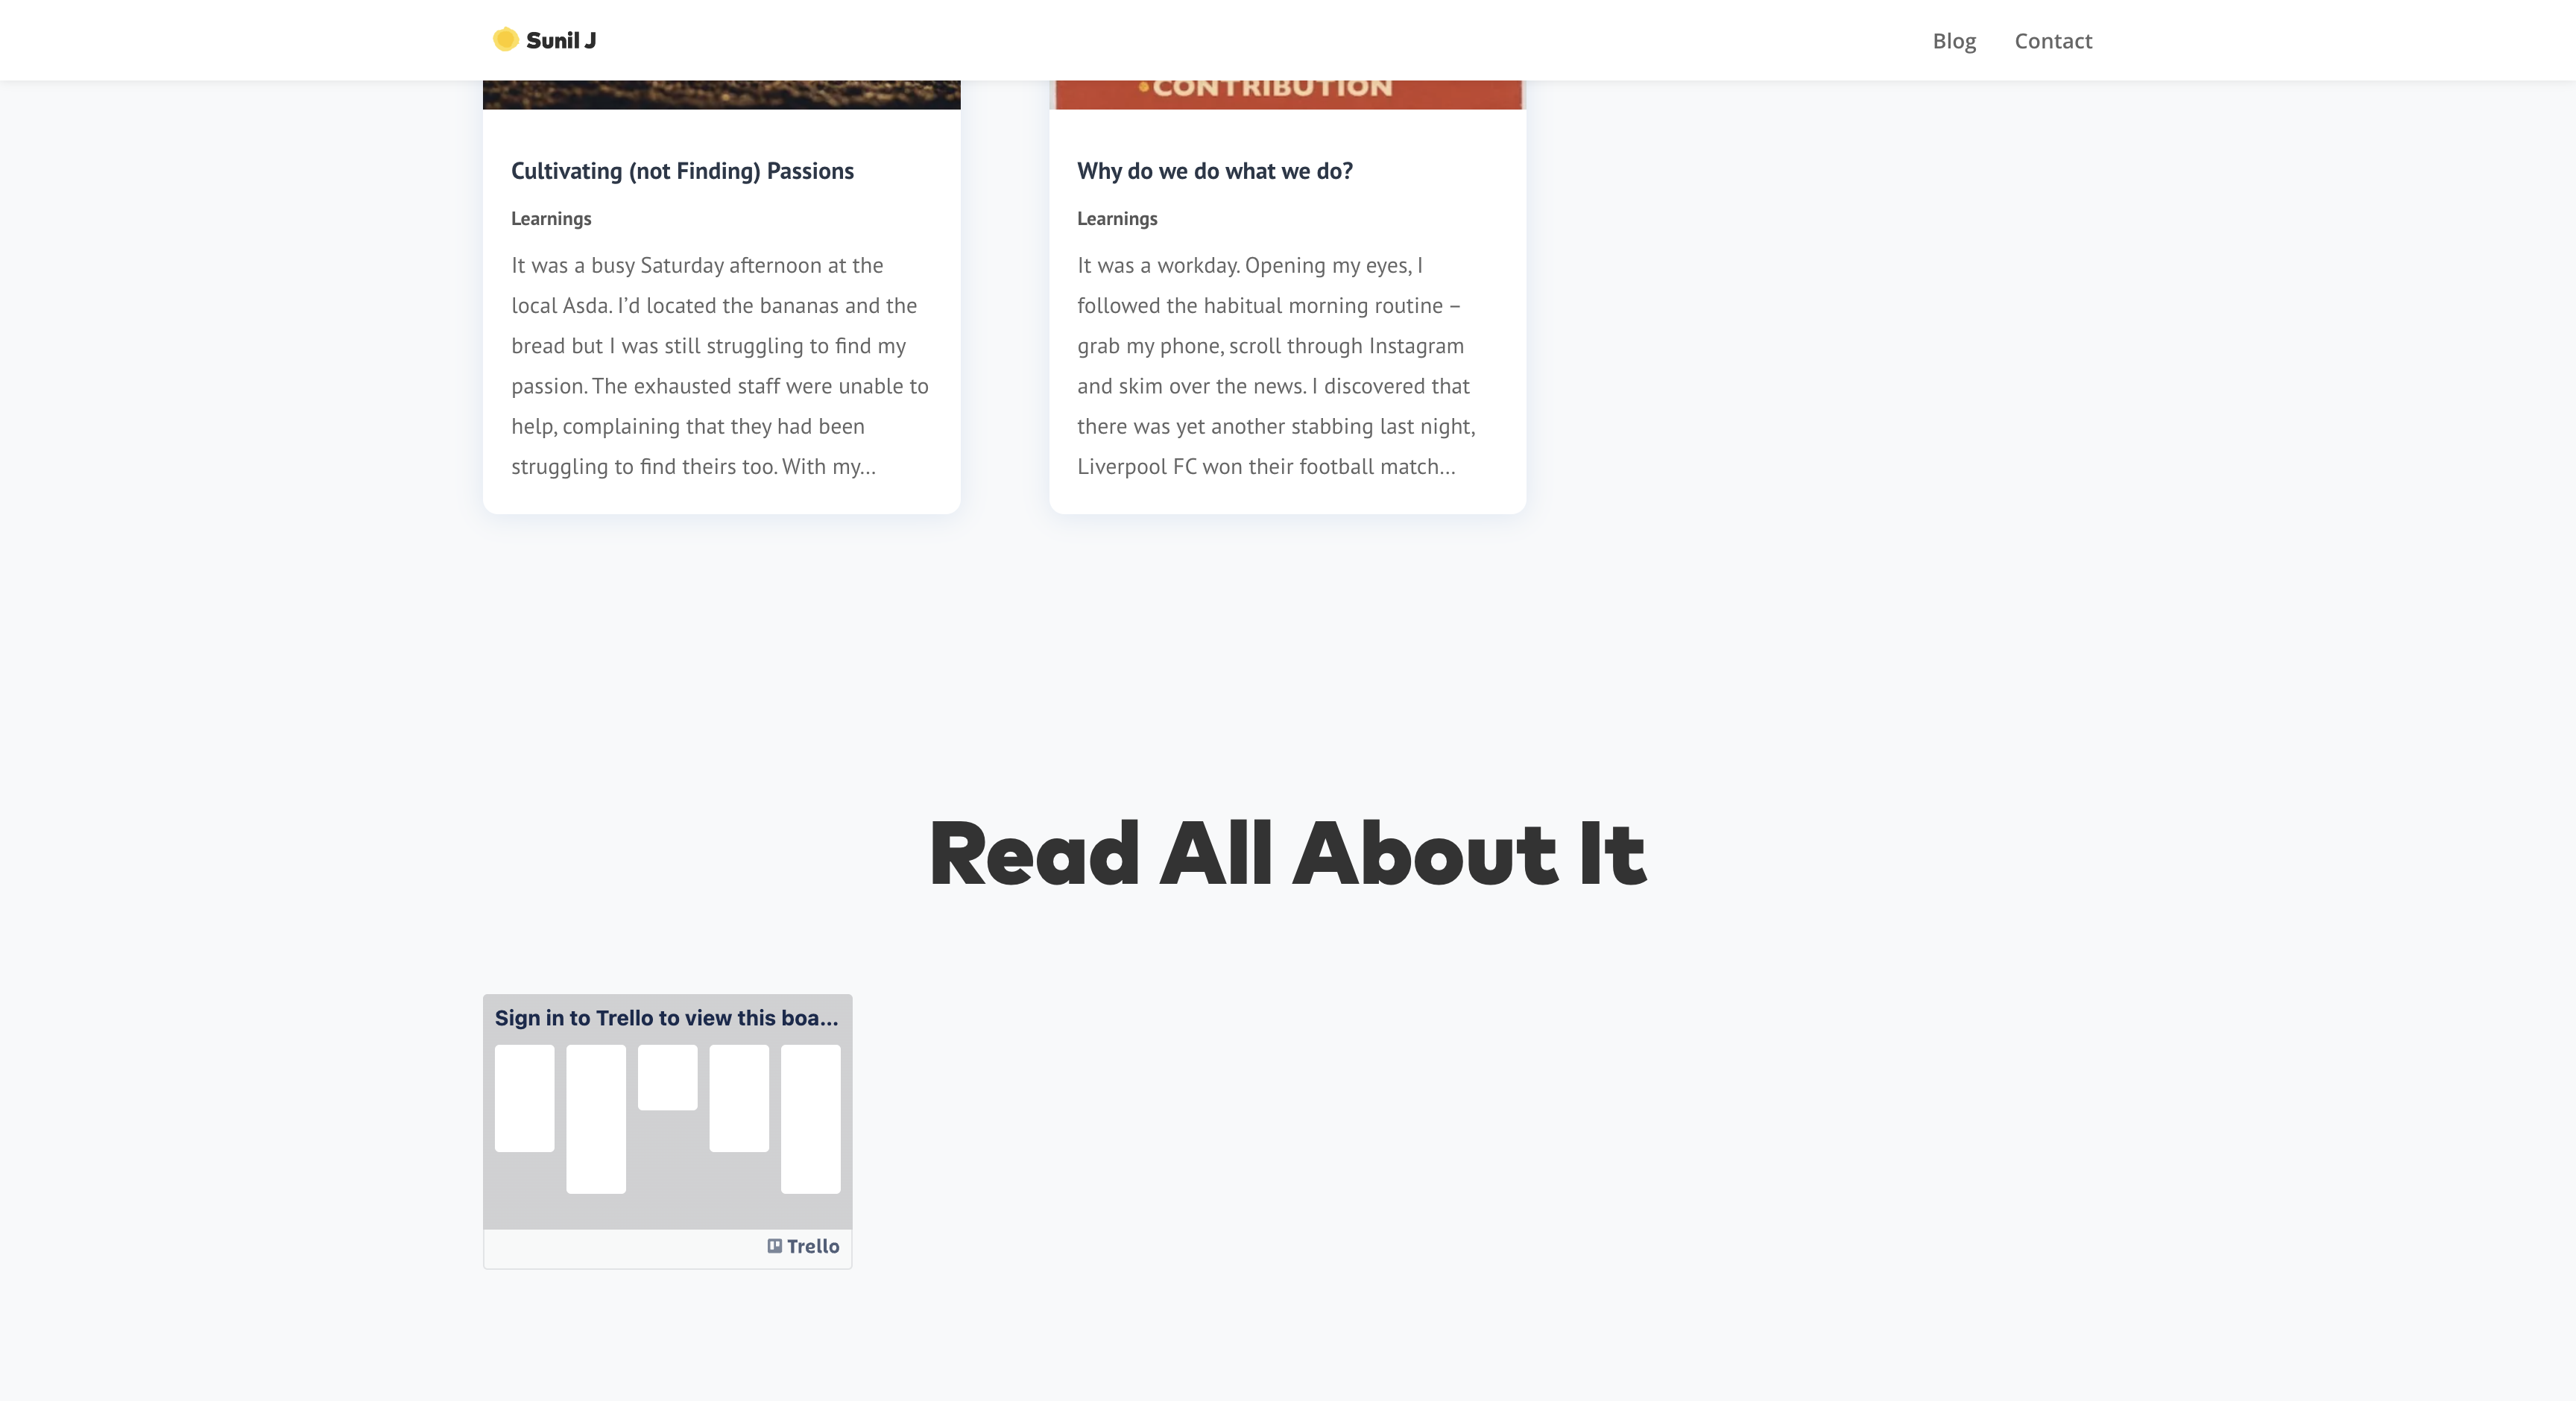 Sunil J
Blog
Contact
CONTRIBUTION
Cultivating (not Finding) Passions
Learnings
It was a busy Saturday afternoon at the
local Asda. I’d located the bananas and the
bread but I was still struggling to find my
passion. The exhausted staff were unable to
help, complaining that they had been
struggling to find theirs too. With my...
Why do we do what we do?
Learnings
It was a workday. Opening my eyes, I
followed the habitual morning routine –
grab my phone, scroll through Instagram
and skim over the news. I discovered that
there was yet another stabbing last night,
Liverpool FC won their football match...
Read All About It
Sign in to Trello to view this boa...
Trello